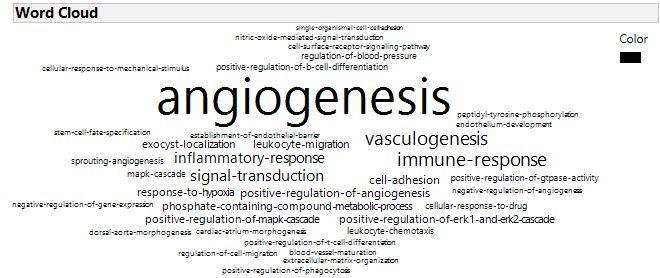 Word Cloud
single-organismal-cell-cell-adhesion
Color
nitric-oxide-mediated-signal-transduction
cell-surface-receptor-signaling-pathway
regulation-of-blood-pressure
cellular-response-to-mechanical-stimulus
positive-regulation-of-b-cell-differentiation
angiogenesis
peptidyl-tyrosine-phosphorylation
endothelium-development
stem-cell-fate-specification
establishment-of-endothelial-barrier
vasculogenesis
exocyst-localization
leukocyte-migration
sprouting-angiogenesis
inflammatory-response
immune-response
mapk-cascade
signal-transduction
cell-adhesion
positive-regulation-of-gtpase-activity
response-to-hypoxia
positive-regulation-of-angiogenesis
negative-regulation-of-angiogenesis
negative-regulation-of-gene-expression
phosphate-containing-compound-metabolic-process
cellular-response-to-drug
positive-regulation-of-mapk-cascade
positive-regulation-of-erk1-and-erk2-cascade
dorsal-aorta-morphogenesis
cardiac-atrium-morphogenesis
leukocyte-chemotaxis
positive-regulation-of-t-cell-differentiation
regulation-of-cell-migration
blood-vessel-maturation
extracellular-matrix-organization
positive-regulation-of-phagocytosis